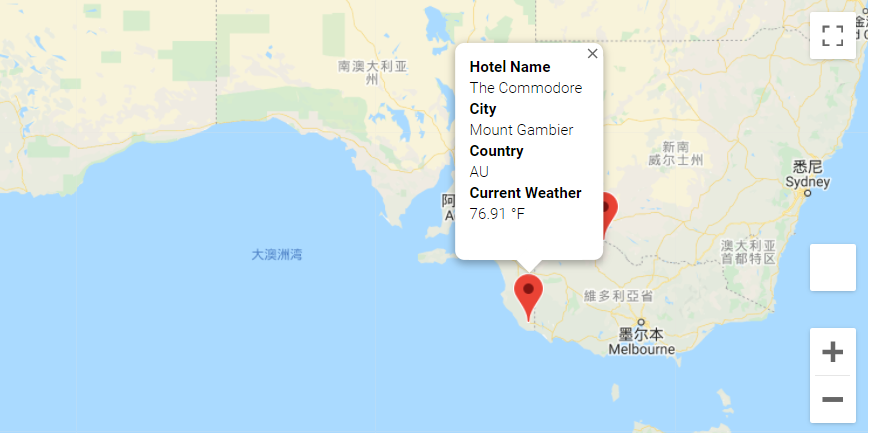 南澳大利亚
州
Hotel Name
The Commodore
City
Mount Gambier
Country
AU
Current Weather
76.91 °F
新南
威尔士州
悉尼
Sydney
阿
A
大澳洲湾
澳大利亚
首都特区
維多利亞省
墨尔本
Melbourne